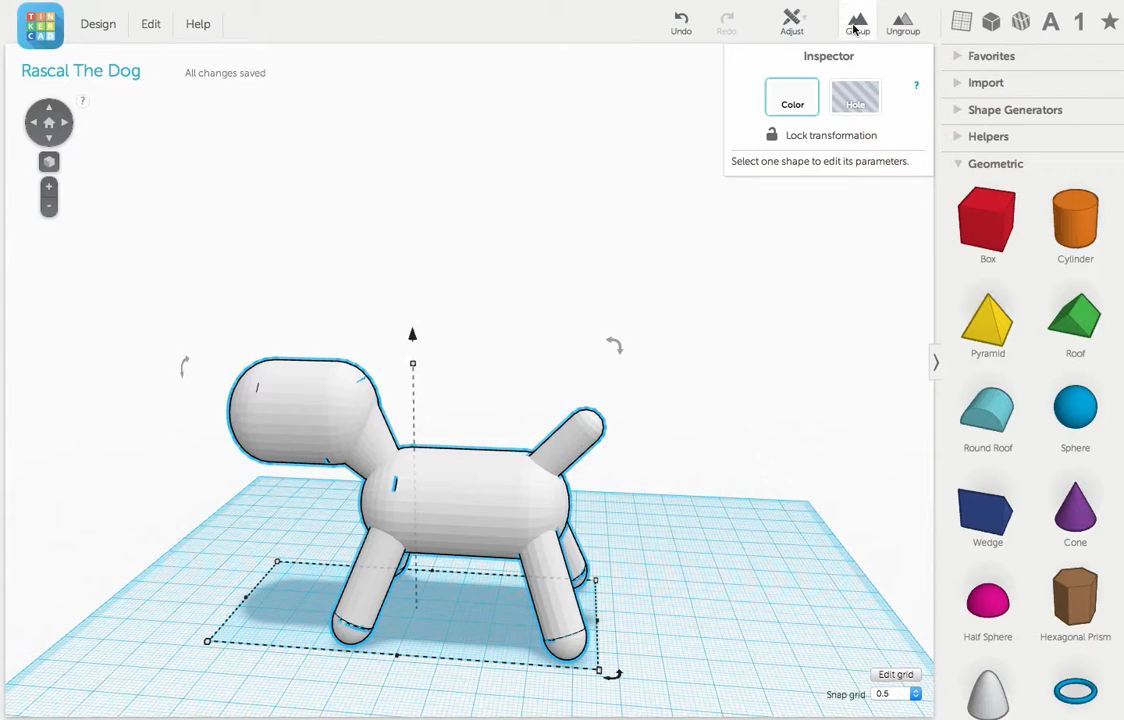 TIN
KER
CAD
Design
Edit
Help
Undo
Redo
Adjust
Group
Ungroup
A
1
Rascal The Dog
All changes saved
?
Inspector
Color
Hole
?
Lock transformation
Select one shape to edit its parameters.
Favorites
Import
Shape Generators
Helpers
Geometric
Box
Cylinder
Pyramid
Roof
Round Roof
Sphere
Wedge
Cone
Half Sphere
Hexagonal Prism
Edit grid
Snap grid
0.5